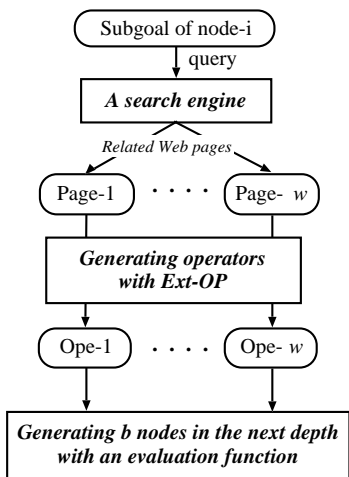 Subgoal of node-i
query
A search engine
Related Web pages
Page-1 . . . . Page- w
Generating operators
with Ext-OP
Ope-1 . . . . Ope- w
Generating b nodes in the next depth
with an evaluation function